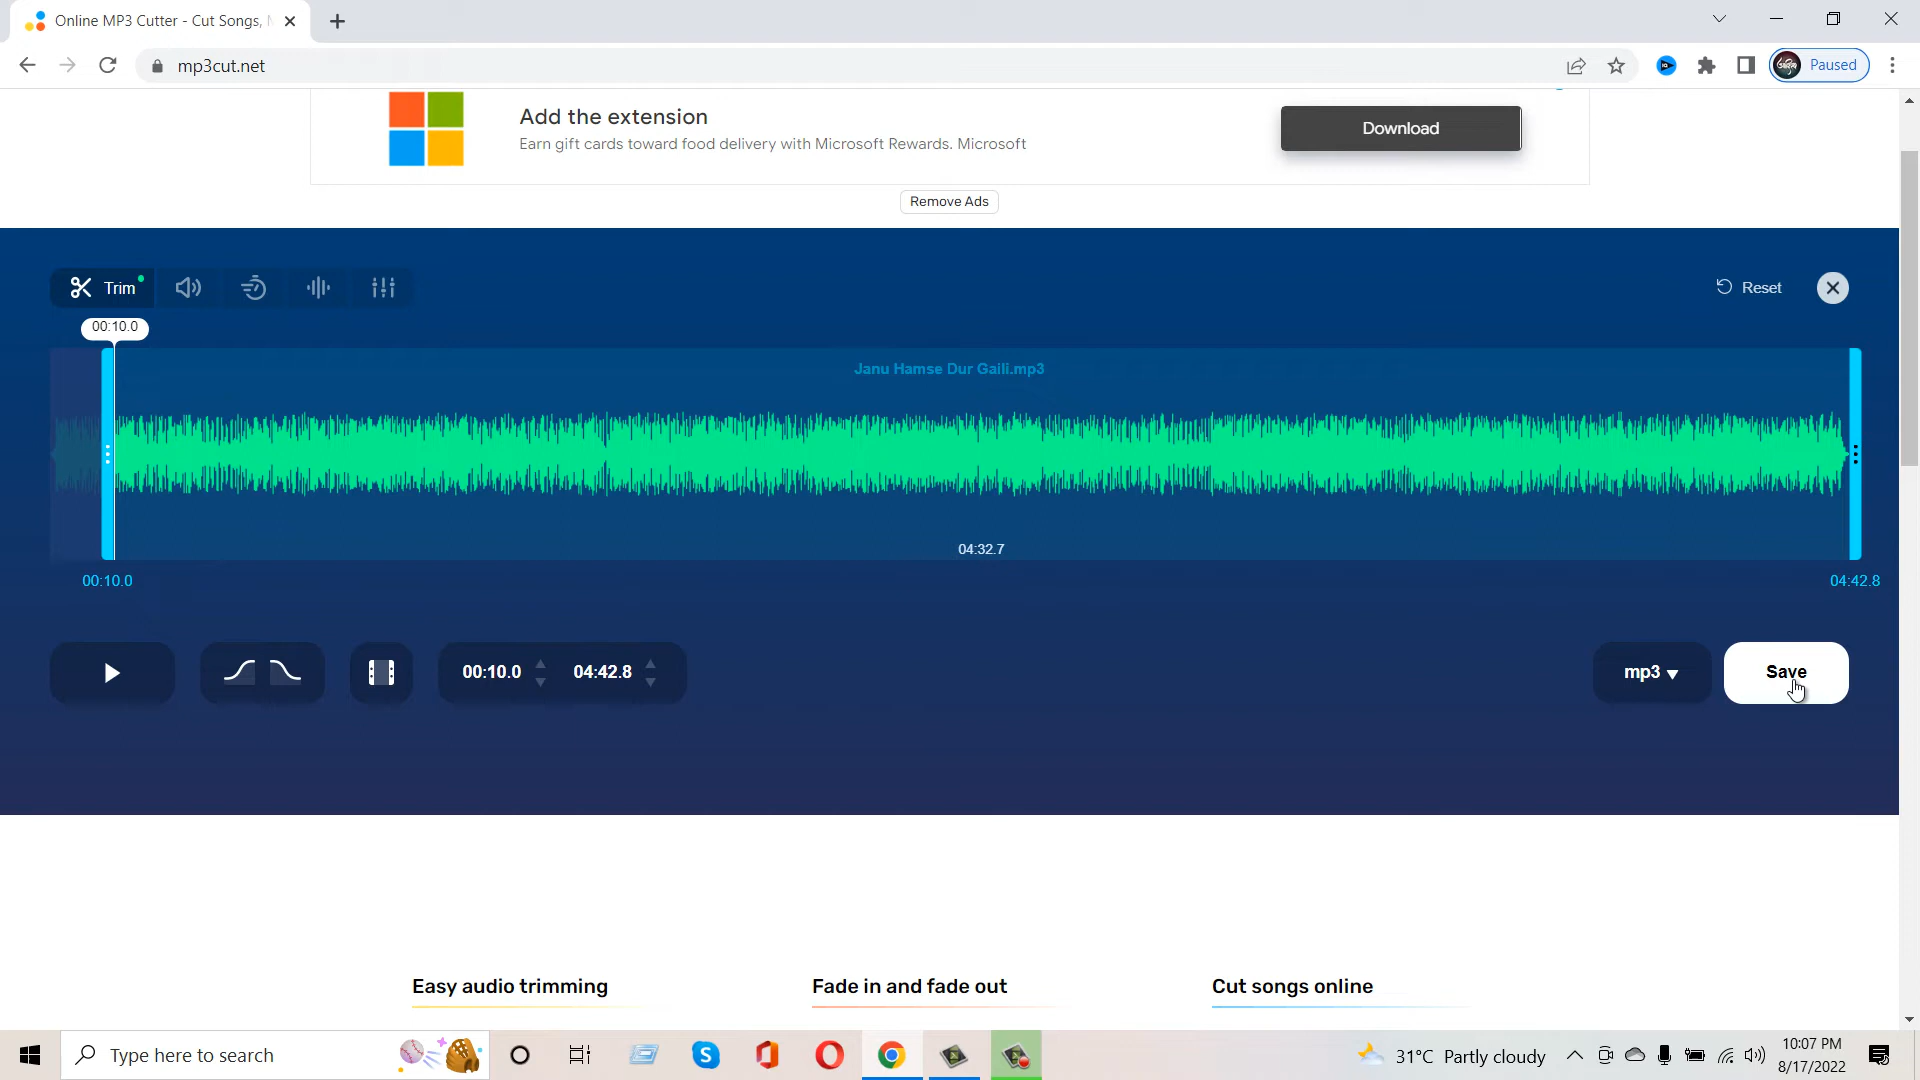 Online MP3 Cutter - Cut Songs,
mp3cut.net
Paused
Add the extension
Earn gift cards toward food delivery with Microsoft Rewards. Microsoft
Download
Remove Ads
Trim
Reset
00:10.0
Janu Hamse Dur Gaili.mp3
04:32.7
00:10.0
04:42.8
00:10.0
04:42.8
mp3
Save
Easy audio trimming
Fade in and fade out
Cut songs online
Type here to search
31°C Partly cloudy
10:07 PM
8/17/2022